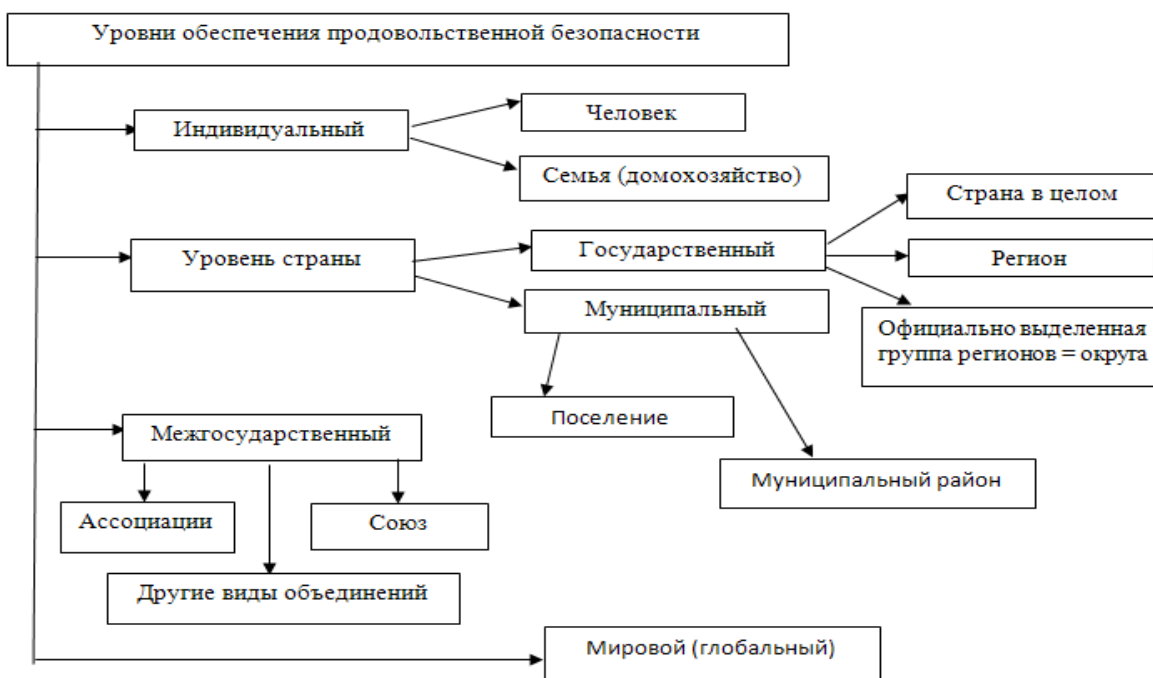 Уровни обеспечения продовольственной безопасности
Индивидуальный
Человек
Семья (домохозяйство)
Уровень страны
Государственный
Страна в целом
Регион
Официально выделенная
группа регионов = округа
Муниципальный
Поселение
Муниципальный район
Межгосударственный
Ассоциации
Союз
Другие виды объединений
Мировой (глобальный)